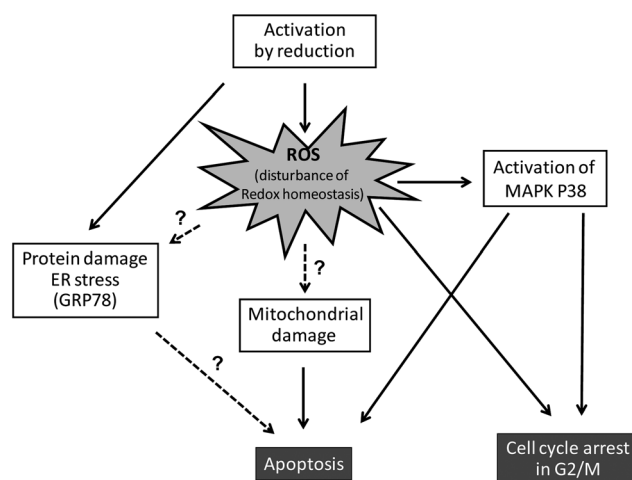 Activation
by reduction
ROS
(disturbance of
Redox homeostasis)
Activation of
MAPK P38
?
Protein damage
ER stress
(GRP78)
?
Mitochondrial
damage
?
Apoptosis
Cell cycle arrest
in G2/M